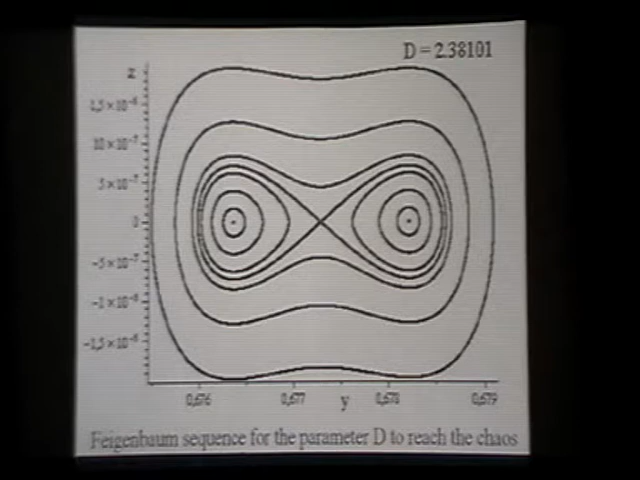 D = 2.38101
z
1,5×10⁻⁶
10×10⁻⁷
5×10⁻⁷
0
-5×10⁻⁷
-1×10⁻⁶
-1,5×10⁻⁶
0,676 0,677 y 0,678 0,679
Feigenbaum sequence for the parameter D to reach the chaos